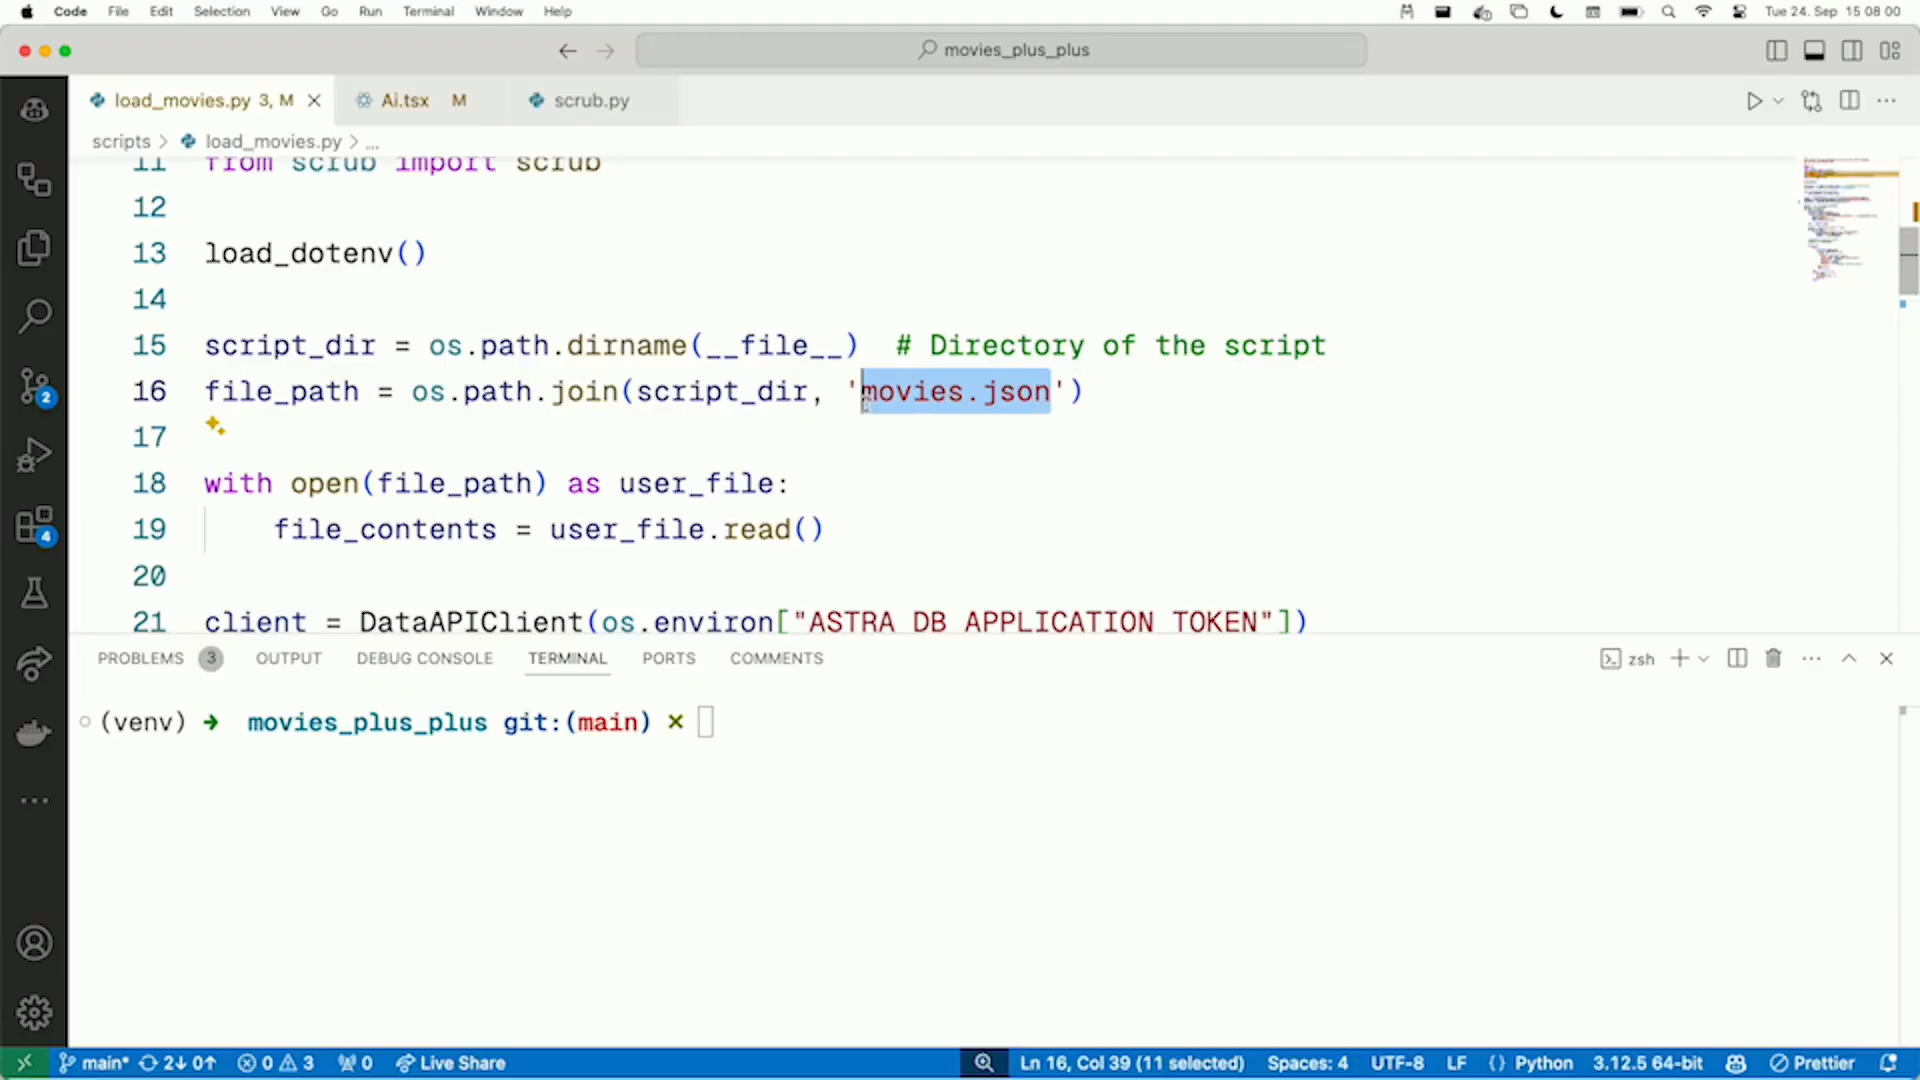 Code File Edit Selection View Go Run Terminal Window Help Tue 24. Sep 15 08 00
movies_plus_plus
load_movies.py 3, M Ai.tsx M scrub.py
scripts > load_movies.py > ...
11 from scrub import scrub
12
13 load_dotenv()
14
15 script_dir = os.path.dirname(__file__)  # Directory of the script
16 file_path = os.path.join(script_dir, 'movies.json')
17
18 with open(file_path) as user_file:
19 file_contents = user_file.read()
20
21 client = DataAPIClient(os.environ["ASTRA_DB_APPLICATION_TOKEN"])
PROBLEMS 3 OUTPUT DEBUG CONSOLE TERMINAL PORTS COMMENTS zsh
(venv) ➜ movies_plus_plus git:(main) ✗
2
4
main* 2↓ 0↑ 0 3 0 Live Share Ln 16, Col 39 (11 selected) Spaces: 4 UTF-8 LF {} Python 3.12.5 64-bit Prettier